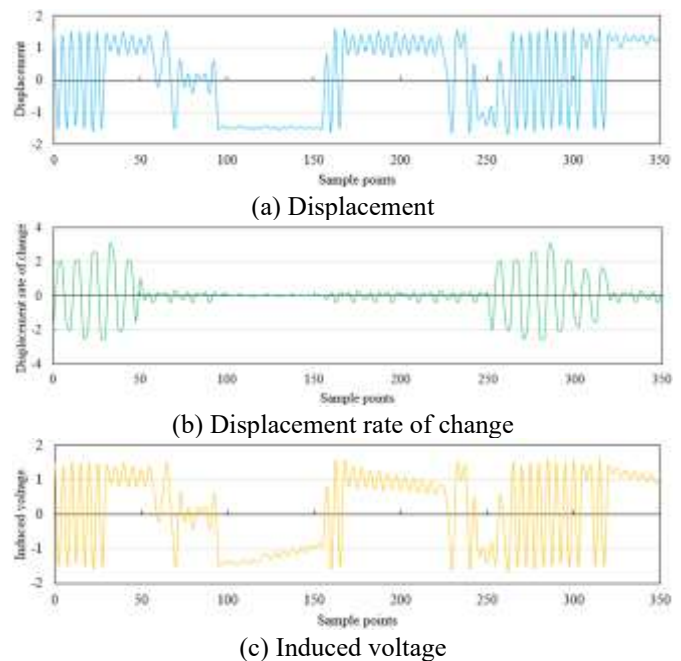 2
1
0
-1
-2
Displacement
0 50 100 150 200 250 300 350
Sample points
(a) Displacement
4
2
0
-2
-4
Displacement rate of change
0 50 100 150 200 250 300 350
Sample points
(b) Displacement rate of change
2
1
0
-1
-2
Induced voltage
0 50 100 150 200 250 300 350
Sample points
(c) Induced voltage